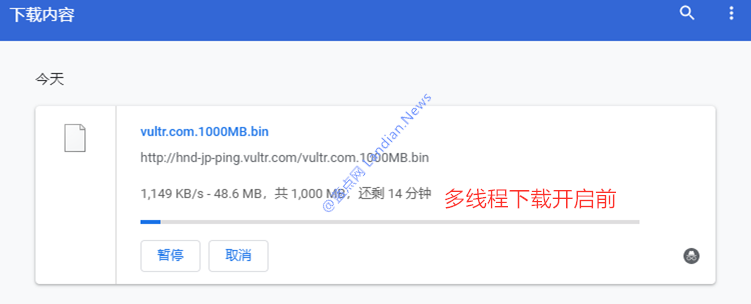 下载内容
今天
vultr.com.1000MB.bin
http://hnd-jp-ping.vultr.com/vultr.com.1000MB.bin
1,149 KB/s - 48.6 MB，共 1,000 MB，还剩 14 分钟
多线程下载开启前
@蓝点网 Landian.News
暂停
取消